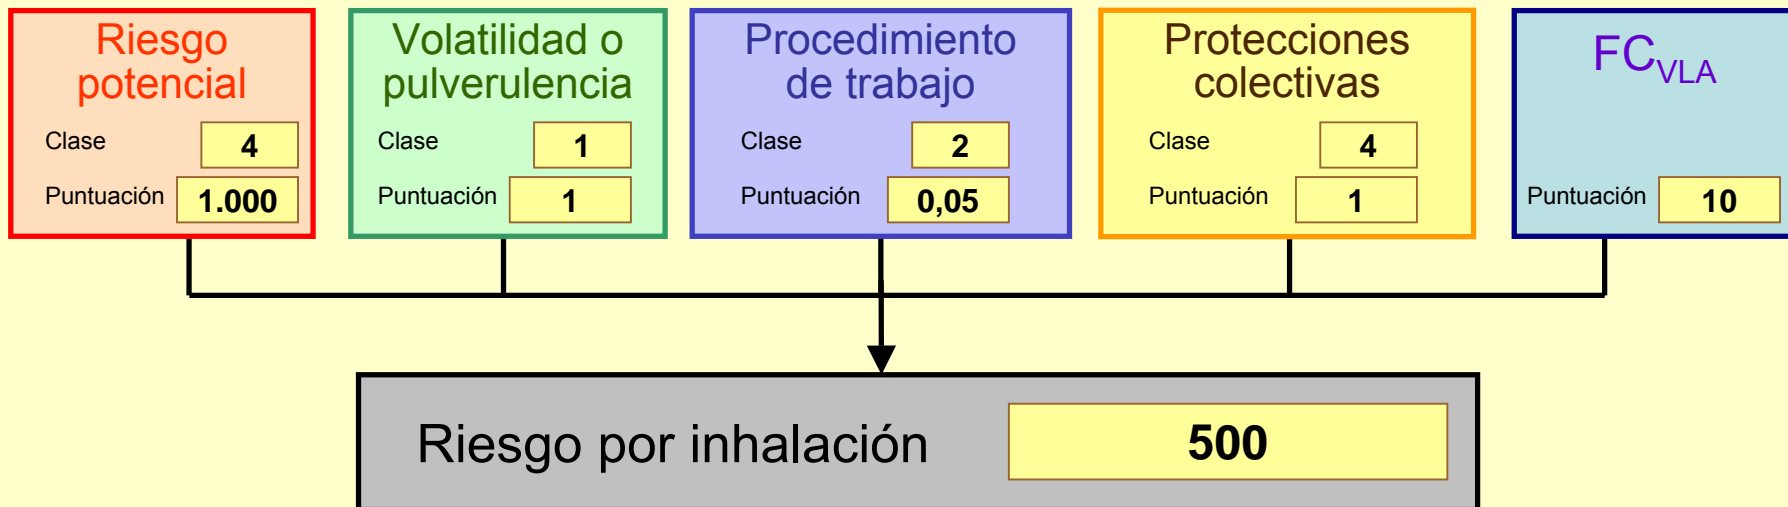 Riesgo
potencial
Clase 4
Puntuación 1.000
Volatilidad o
pulverulencia
Clase 1
Puntuación 1
Procedimiento
de trabajo
Clase 2
Puntuación 0,05
Protecciones
colectivas
Clase 4
Puntuación 1
FCVLA
Puntuación 10
Riesgo por inhalación 500